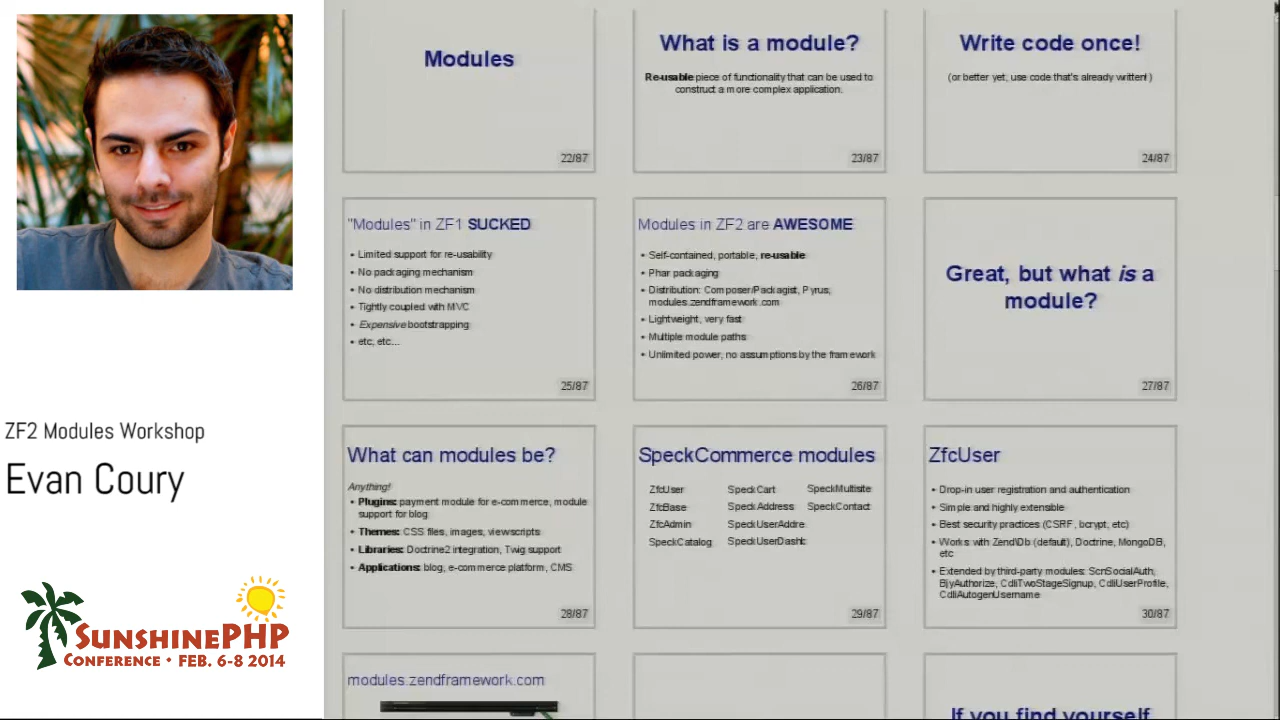 ZF2 Modules Workshop
Evan Coury
SUNSHINEPHP
CONFERENCE • FEB. 6-8 2014
Modules
22/87
What is a module?
Re-usable piece of functionality that can be used to
construct a more complex application.
23/87
Write code once!
(or better yet, use code that's already written!)
24/87
"Modules" in ZF1 SUCKED
• Limited support for re-usability
• No packaging mechanism
• No distribution mechanism
• Tightly coupled with MVC
• Expensive bootstrapping
• etc, etc...
25/87
Modules in ZF2 are AWESOME
• Self-contained, portable, re-usable
• Phar packaging
• Distribution: Composer/Packagist, Pyrus,
modules.zendframework.com
• Lightweight, very fast
• Multiple module paths
• Unlimited power, no assumptions by the framework
26/87
Great, but what is a
module?
27/87
What can modules be?
Anything!
• Plugins: payment module for e-commerce, module
support for blog
• Themes: CSS files, images, viewscripts
• Libraries: Doctrine2 integration, Twig support
• Applications: blog, e-commerce platform, CMS
28/87
SpeckCommerce modules
ZfcUser SpeckCart SpeckMultisite
ZfcBase SpeckAddress SpeckContact
ZfcAdmin SpeckUserAddre
SpeckCatalog SpeckUserDashb
29/87
ZfcUser
• Drop-in user registration and authentication
• Simple and highly extensible
• Best security practices (CSRF, bcrypt, etc)
• Works with Zend\Db (default), Doctrine, MongoDB,
etc
• Extended by third-party modules: ScnSocialAuth,
BjyAuthorize, CdliTwoStageSignup, CdliUserProfile,
CdliAutogenUsername
30/87
modules.zendframework.com
If you find yourself